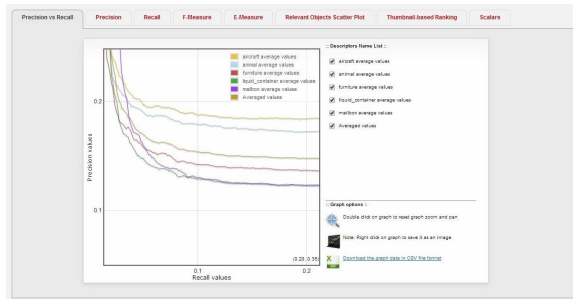 Precision vs Recall
Precision
Recall
F-Measure
E-Measure
Relevant Objects Scatter Plot
Thumbnail-based Ranking
Scalars
aircraft average values
animal average values
furniture average values
liquid_container average values
mailbox average values
Averaged values
0.2
0.1
Precision values
0.1
0.2
(0.20, 0.35)
Recall values
:: Descriptors Name List ::
aircraft average values
animal average values
furniture average values
liquid_container average values
mailbox average values
Averaged values
:: Graph options ::
Double click on graph to reset graph zoom and pan
Note: Right click on graph to save it as an image
Download the graph data in CSV file format